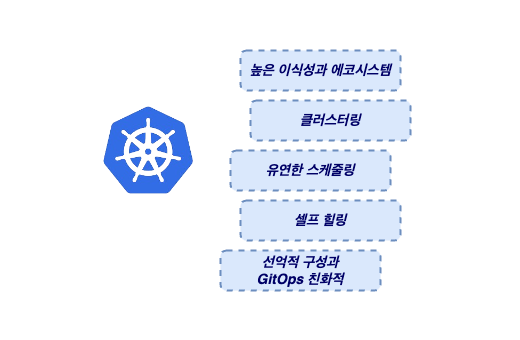 높은 이식성과 에코시스템
클러스터링
유연한 스케줄링
셀프 힐링
선억적 구성과
GitOps 친화적